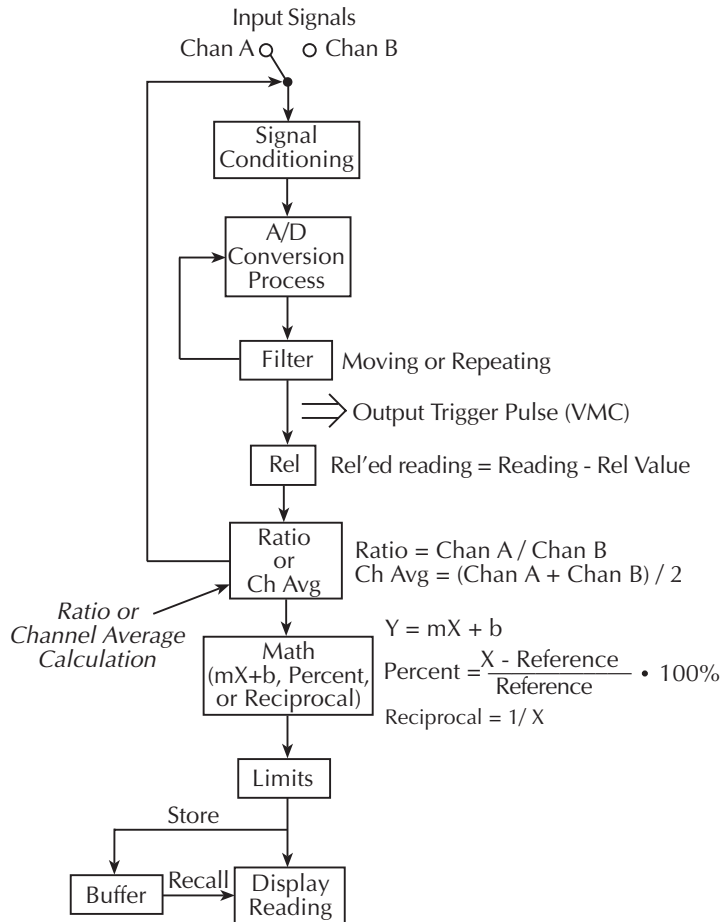 Input Signals
Chan A
Chan B
Signal
Conditioning
A/D
Conversion
Process
Filter
Moving or Repeating
Output Trigger Pulse (VMC)
Rel
Rel'ed reading = Reading - Rel Value
Ratio
or
Ch Avg
Ratio = Chan A / Chan B
Ch Avg = (Chan A + Chan B) / 2
Ratio or
Channel Average
Calculation
Math
(mX+b, Percent,
or Reciprocal)
Y = mX + b
Percent = X - Reference / Reference • 100%
Reciprocal = 1/ X
Limits
Store
Buffer
Recall
Display
Reading